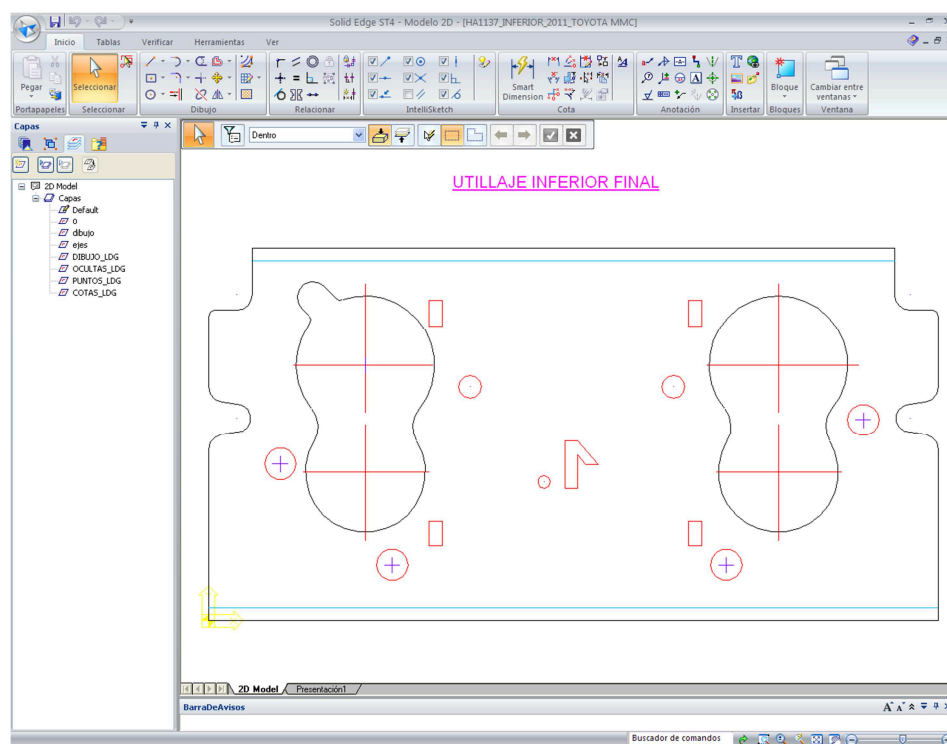 Solid Edge ST4 - Modelo 2D - [HA1137_INFERIOR_2011_TOYOTA MMC]
Inicio Tablas Verificar Herramientas Ver
Pegar
Seleccionar
Smart Dimension
Bloque
Cambiar entre ventanas
Portapapeles Seleccionar Dibujo Relacionar IntelliSketch Cota Anotación Insertar Bloques Ventana
Capas
Dentro
2D Model
Capas
Default
0
dibujo
ejes
DIBUJO_LDG
OCULTAS_LDG
PUNTOS_LDG
COTAS_LDG
UTILLAJE INFERIOR FINAL
1.
2D Model Presentación1
BarraDeAvisos
Buscador de comandos